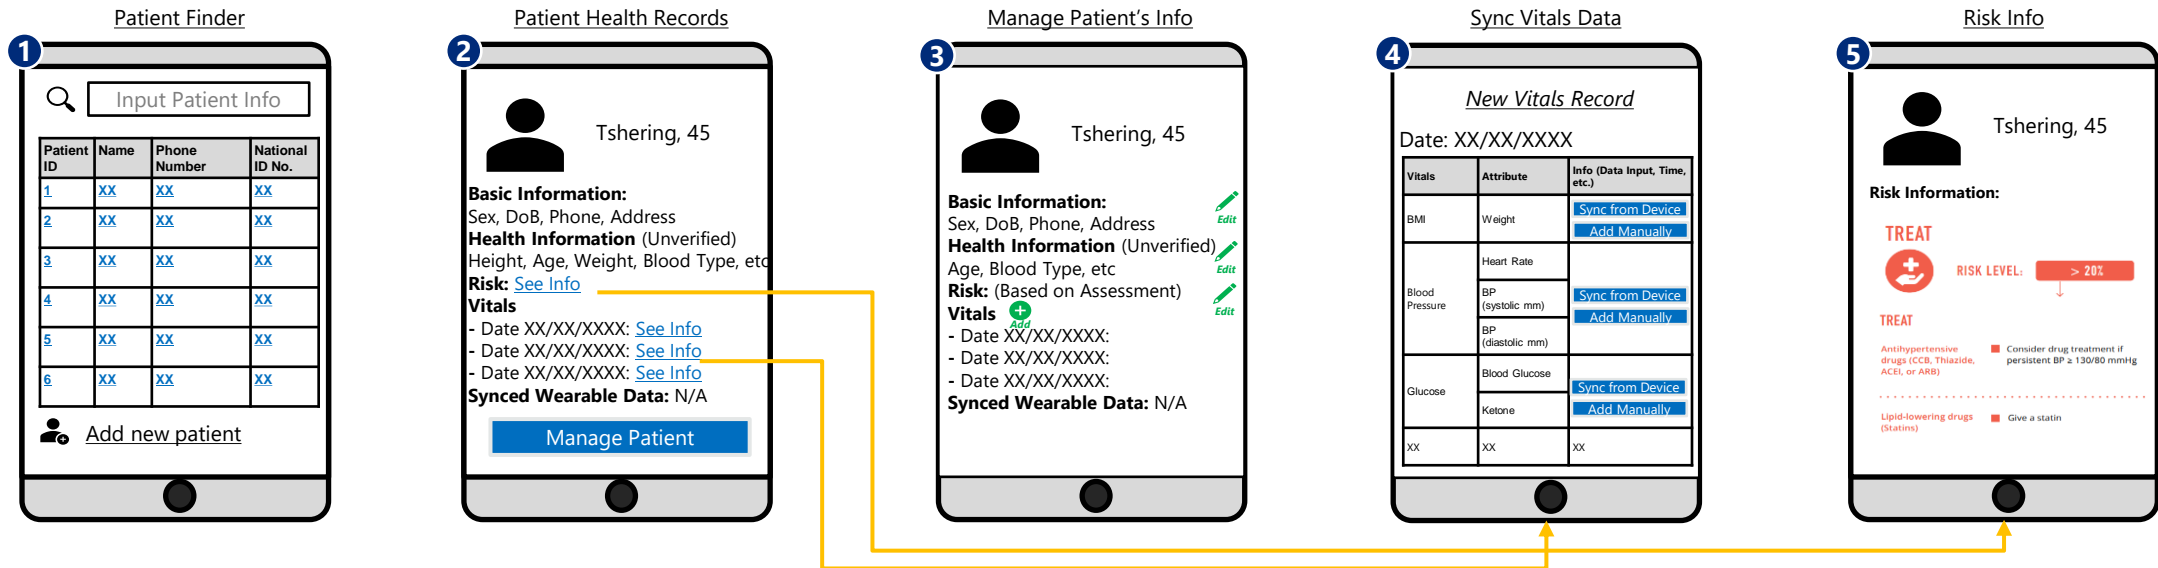 Patient Finder
1
Input Patient Info
Patient ID Name Phone Number National ID No.
1 XX XX XX
2 XX XX XX
3 XX XX XX
4 XX XX XX
5 XX XX XX
6 XX XX XX
Add new patient
Patient Health Records
2
Tshering, 45
Basic Information:
Sex, DoB, Phone, Address
Health Information (Unverified)
Height, Age, Weight, Blood Type, etc
Risk: See Info
Vitals
- Date XX/XX/XXXX: See Info
- Date XX/XX/XXXX: See Info
- Date XX/XX/XXXX: See Info
Synced Wearable Data: N/A
Manage Patient
Manage Patient's Info
3
Tshering, 45
Basic Information:
Edit
Sex, DoB, Phone, Address
Health Information (Unverified)
Edit
Age, Blood Type, etc
Risk: (Based on Assessment)
Edit
Vitals
Add
- Date XX/XX/XXXX:
- Date XX/XX/XXXX:
- Date XX/XX/XXXX:
Synced Wearable Data: N/A
Sync Vitals Data
4
New Vitals Record
Date: XX/XX/XXXX
Vitals Attribute Info (Data Input, Time, etc.)
BMI Weight
Sync from Device
Add Manually
Blood Pressure
Heart Rate
BP (systolic mm)
BP (diastolic mm)
Sync from Device
Add Manually
Glucose
Blood Glucose
Ketone
Sync from Device
Add Manually
XX XX XX
Risk Info
5
Tshering, 45
Risk Information:
TREAT
RISK LEVEL: > 20%
TREAT
Antihypertensive
drugs (CCB, Thiazide,
ACEI, or ARB)
Consider drug treatment if
persistent BP ≥ 130/80 mmHg
Lipid-lowering drugs
(Statins)
Give a statin